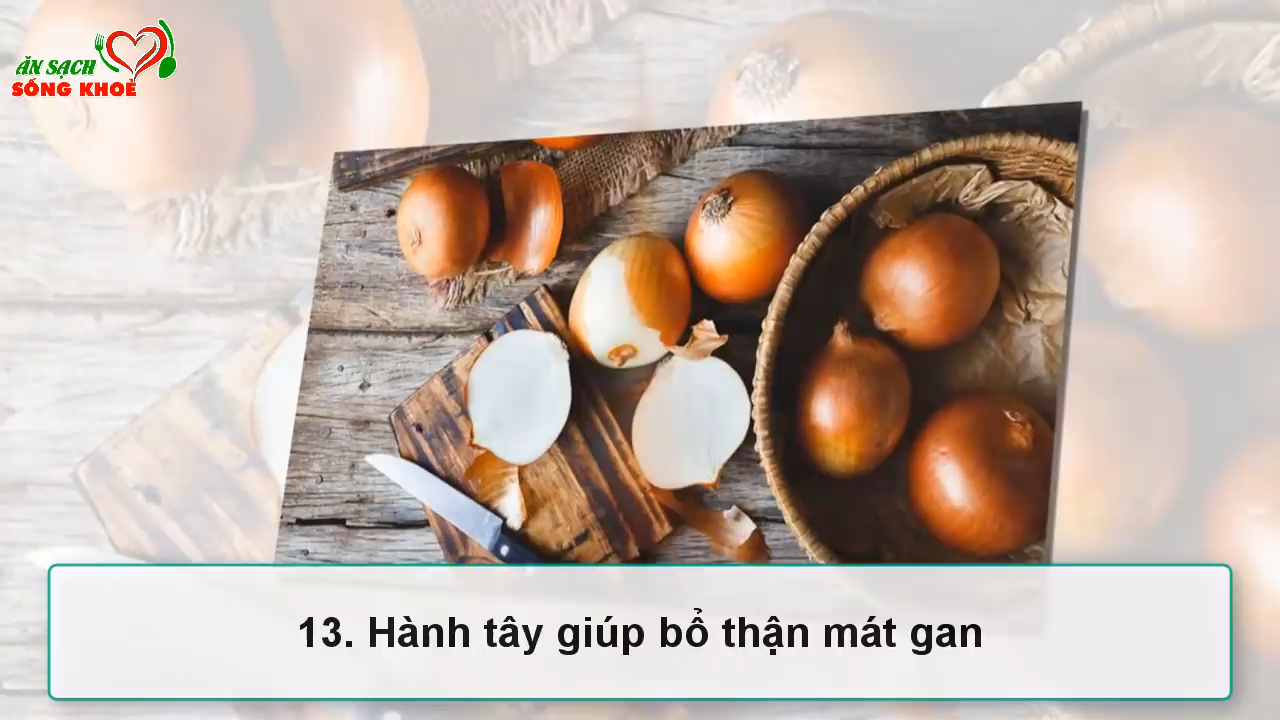 ĂN SẠCH
SỐNG KHOẺ
13. Hành tây giúp bổ thận mát gan